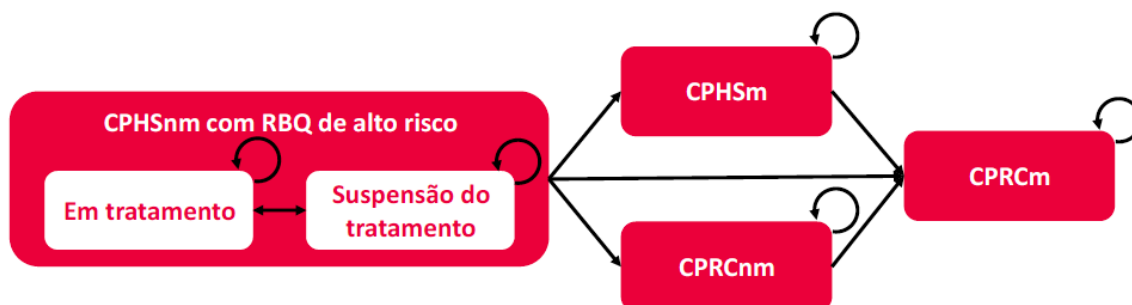 CPHSnm com RBQ de alto risco
Em tratamento
Suspensão do
tratamento
CPHSm
CPRCnm
CPRCm